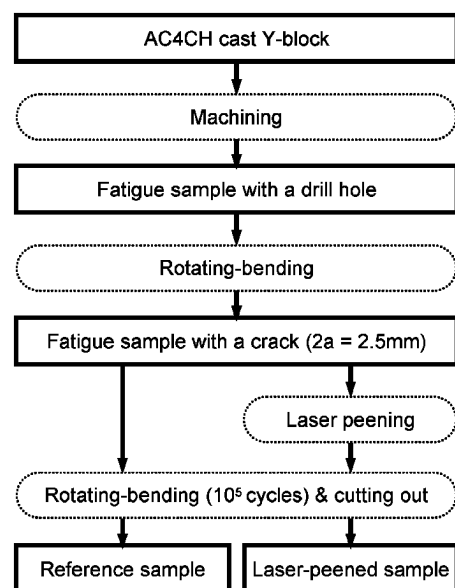 AC4CH cast Y-block
Machining
Fatigue sample with a drill hole
Rotating-bending
Fatigue sample with a crack (2a = 2.5mm)
Laser peening
Rotating-bending (10⁵ cycles) & cutting out
Reference sample
Laser-peened sample